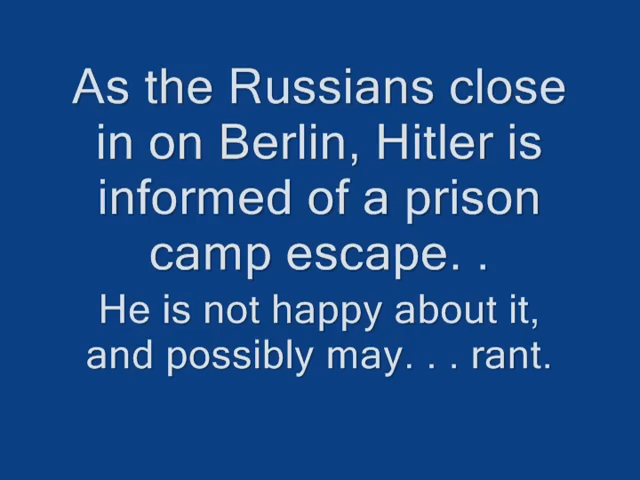 As the Russians close
in on Berlin, Hitler is
informed of a prison
camp escape. .
He is not happy about it,
and possibly may. . . rant.